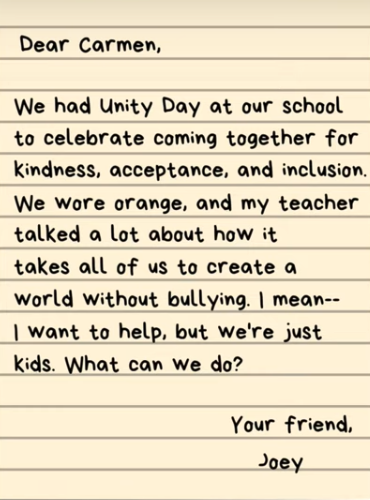 Dear Carmen,
We had Unity Day at our school
to celebrate coming together for
kindness, acceptance, and inclusion.
We wore orange, and my teacher
talked a lot about how it
takes all of us to create a
world without bullying. I mean--
I want to help, but we're just
kids. What can we do?
Your friend,
Joey